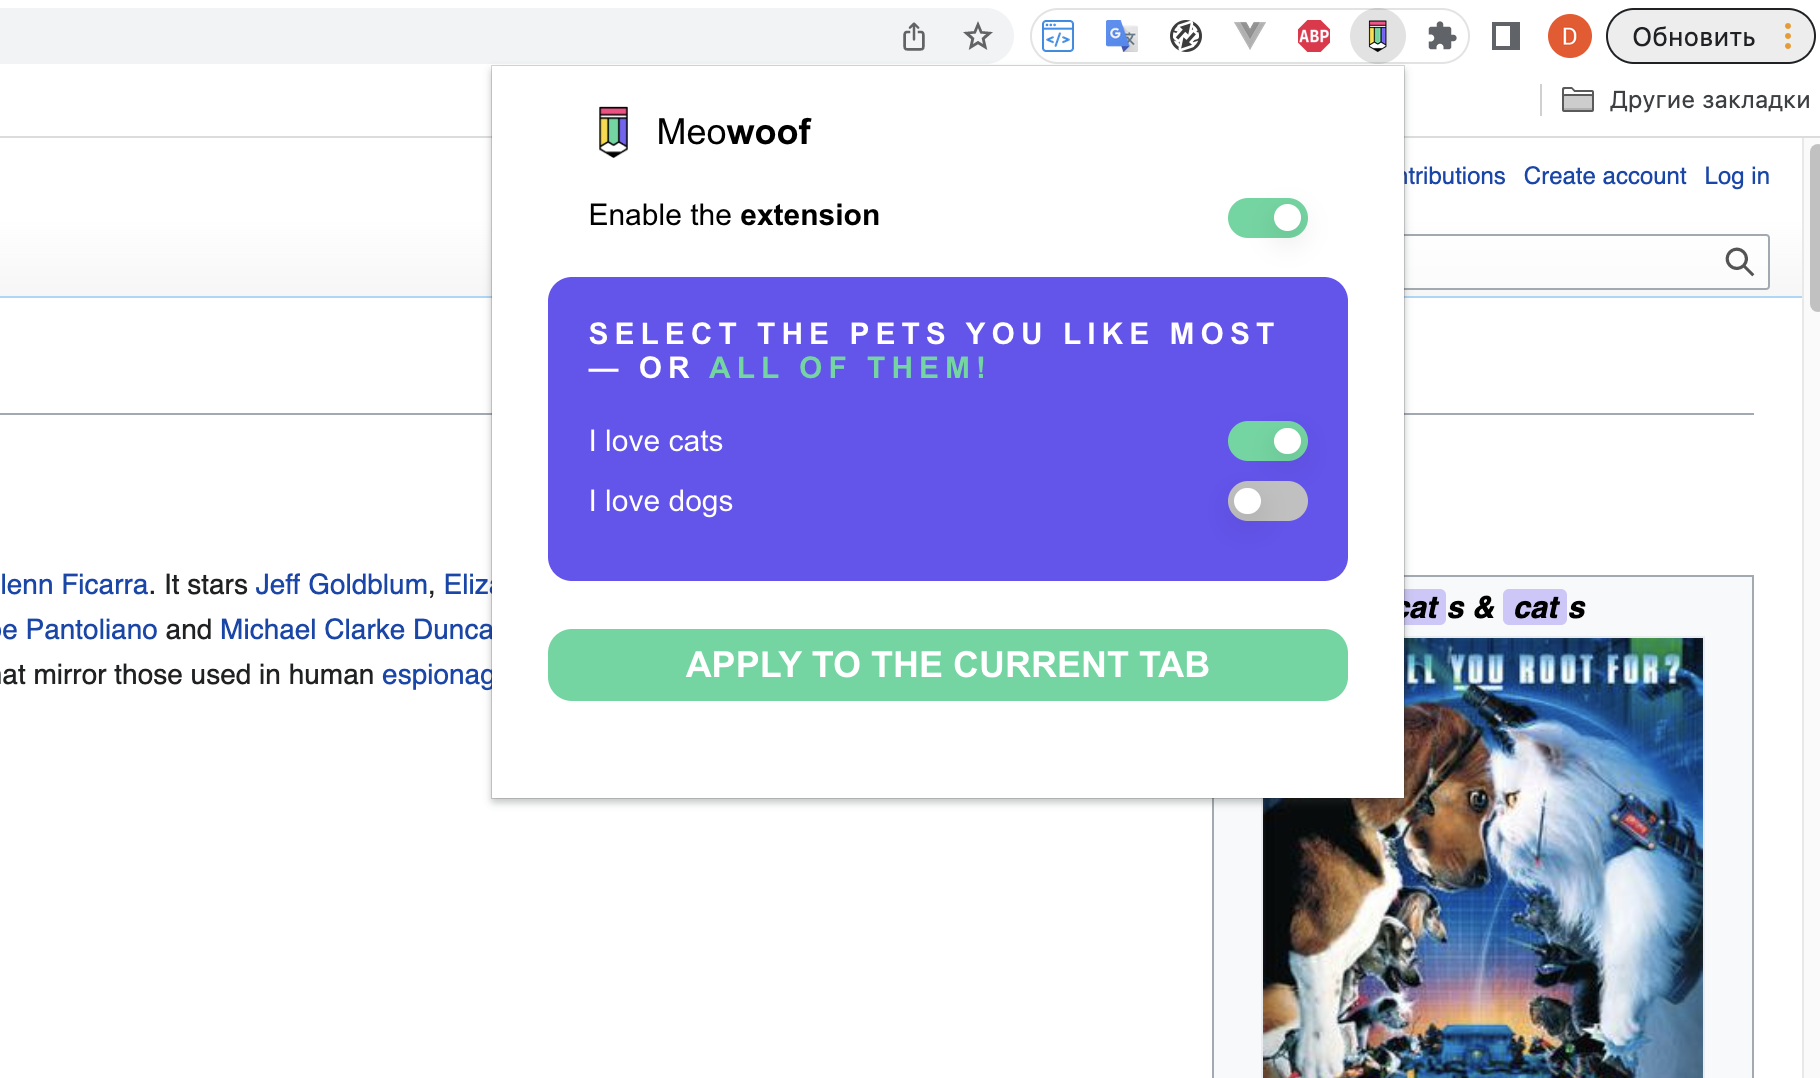 ABP
D
Обновить
Другие закладки
Meowoof
ntributions Create account Log in
Enable the extension
SELECT THE PETS YOU LIKE MOST
— OR ALL OF THEM!
I love cats
I love dogs
lenn Ficarra. It stars Jeff Goldblum, Eliza
e Pantoliano and Michael Clarke Dunca
at mirror those used in human espionag
cat s & cat s
APPLY TO THE CURRENT TAB
LL YOU ROOT FOR?